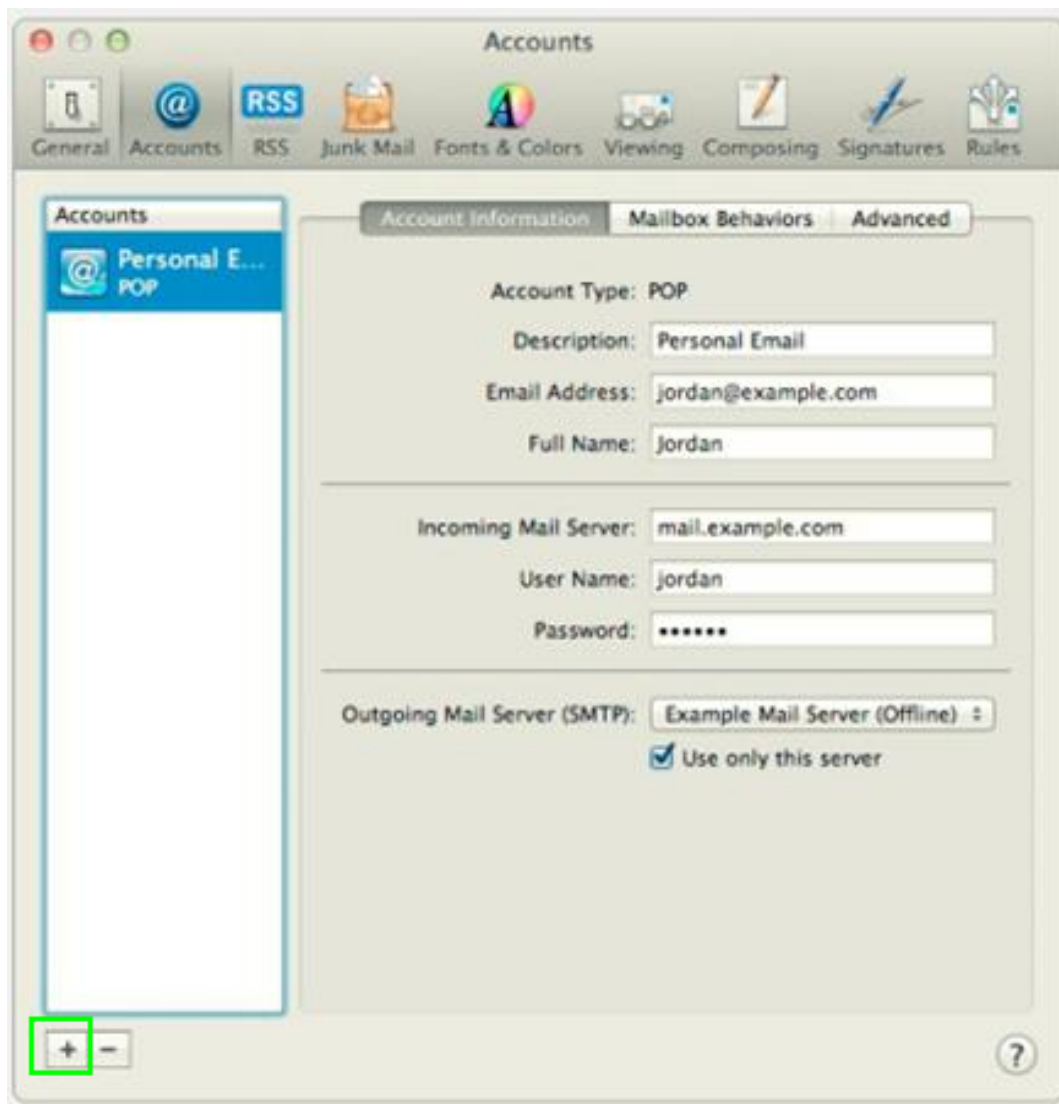 Accounts
General Accounts RSS RSS Junk Mail Fonts & Colors Viewing Composing Signatures Rules
Accounts
Personal E...
POP
Account Information Mailbox Behaviors Advanced
Account Type: POP
Description: Personal Email
Email Address: jordan@example.com
Full Name: Jordan
Incoming Mail Server: mail.example.com
User Name: jordan
Password: ••••••
Outgoing Mail Server (SMTP): Example Mail Server (Offline)
Use only this server
+ − ?